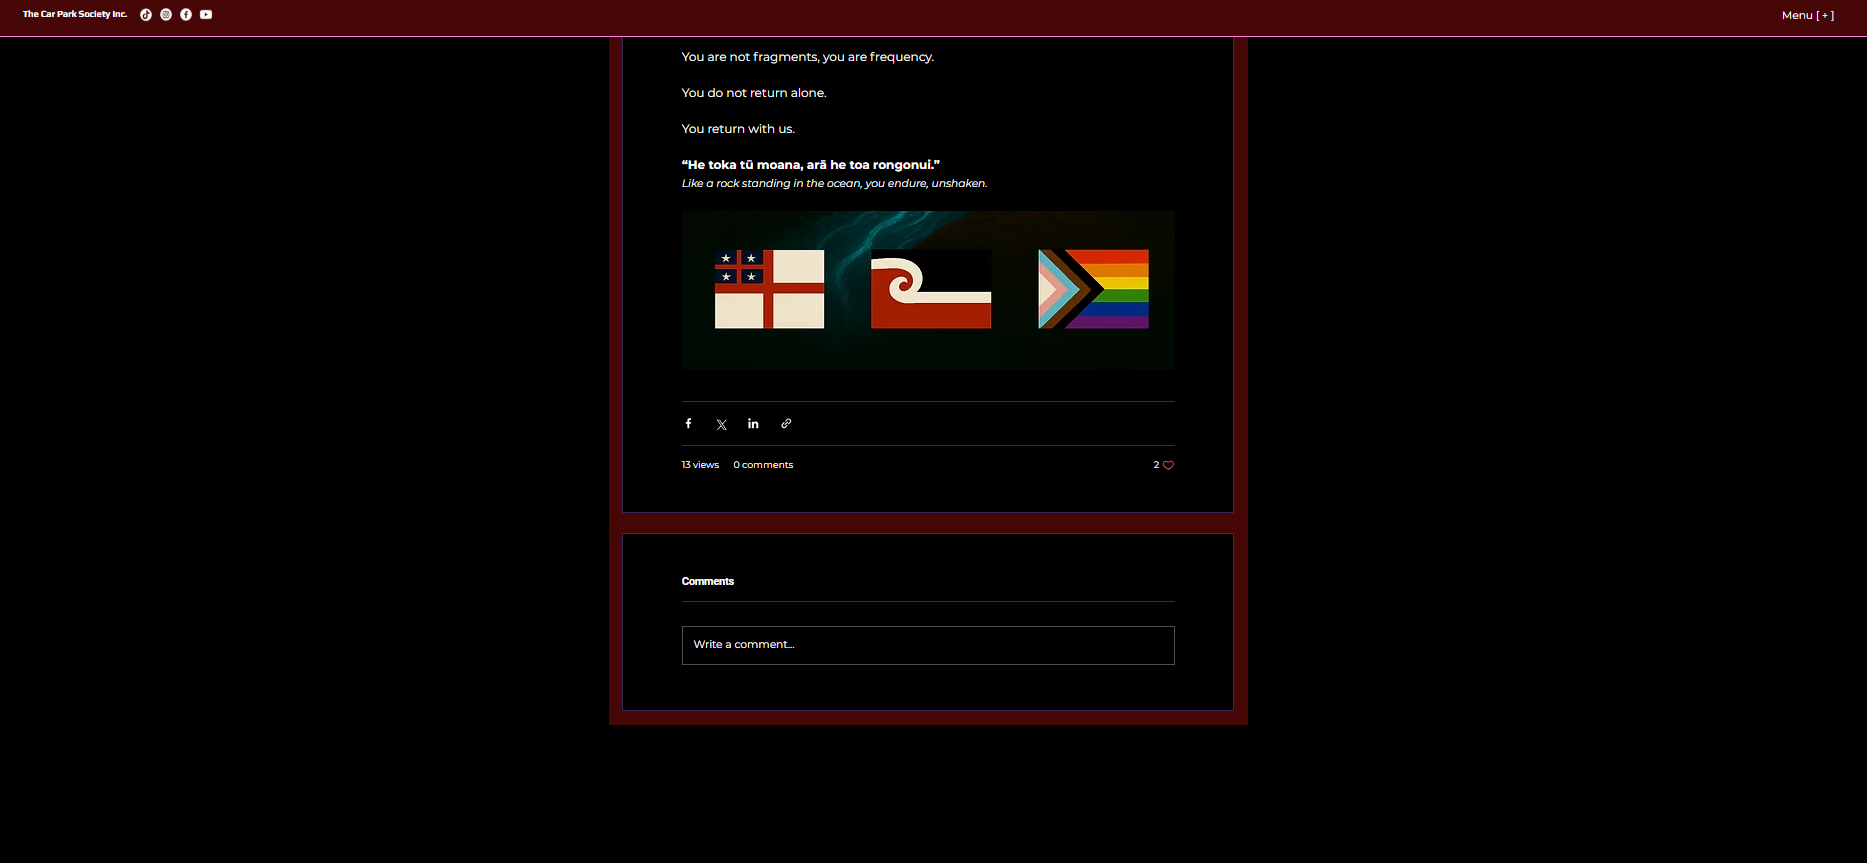 The Car Park Society Inc.
Menu [ + ]
You are not fragments, you are frequency.
You do not return alone.
You return with us.
“He toka tū moana, arā he toa rongonui.”
Like a rock standing in the ocean, you endure, unshaken.
13 views 0 comments 2
Comments
Write a comment...